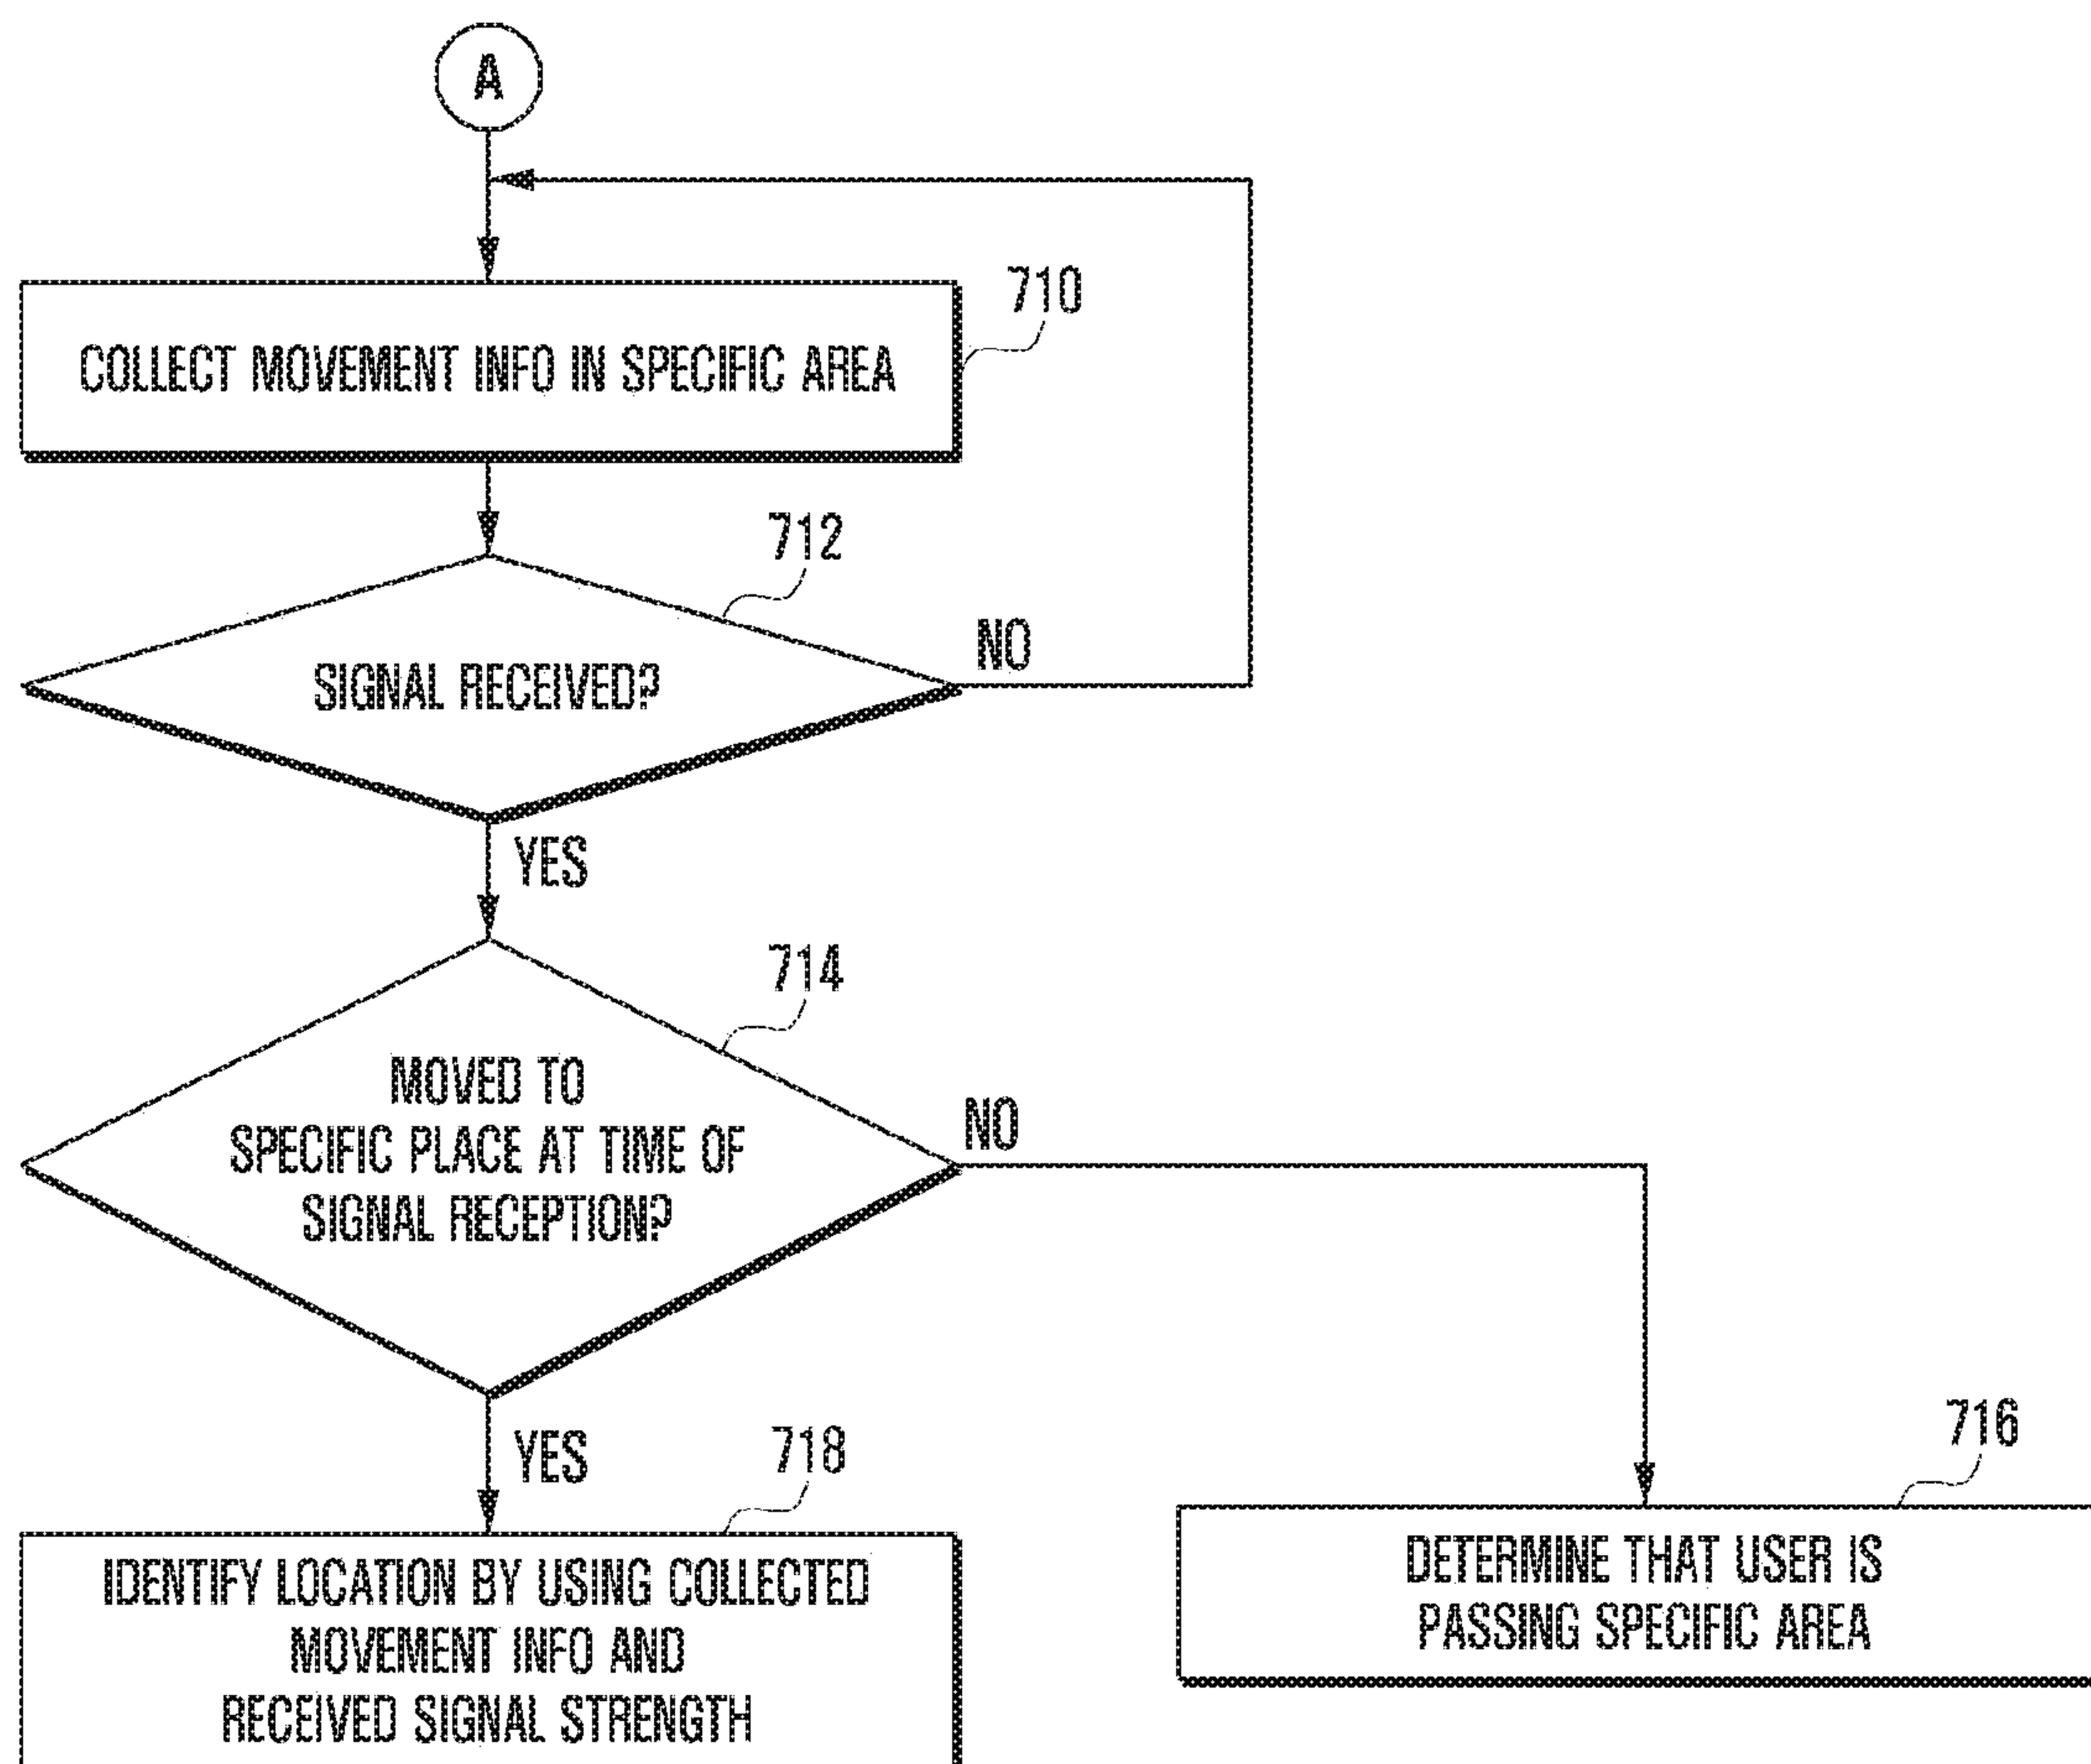 A
710
COLLECT MOVEMENT INFO IN SPECIFIC AREA
712
SIGNAL RECEIVED?
NO
YES
714
MOVED TO
SPECIFIC PLACE AT TIME OF
SIGNAL RECEPTION?
NO
YES
718
IDENTIFY LOCATION BY USING COLLECTED
MOVEMENT INFO AND
RECEIVED SIGNAL STRENGTH
716
DETERMINE THAT USER IS
PASSING SPECIFIC AREA